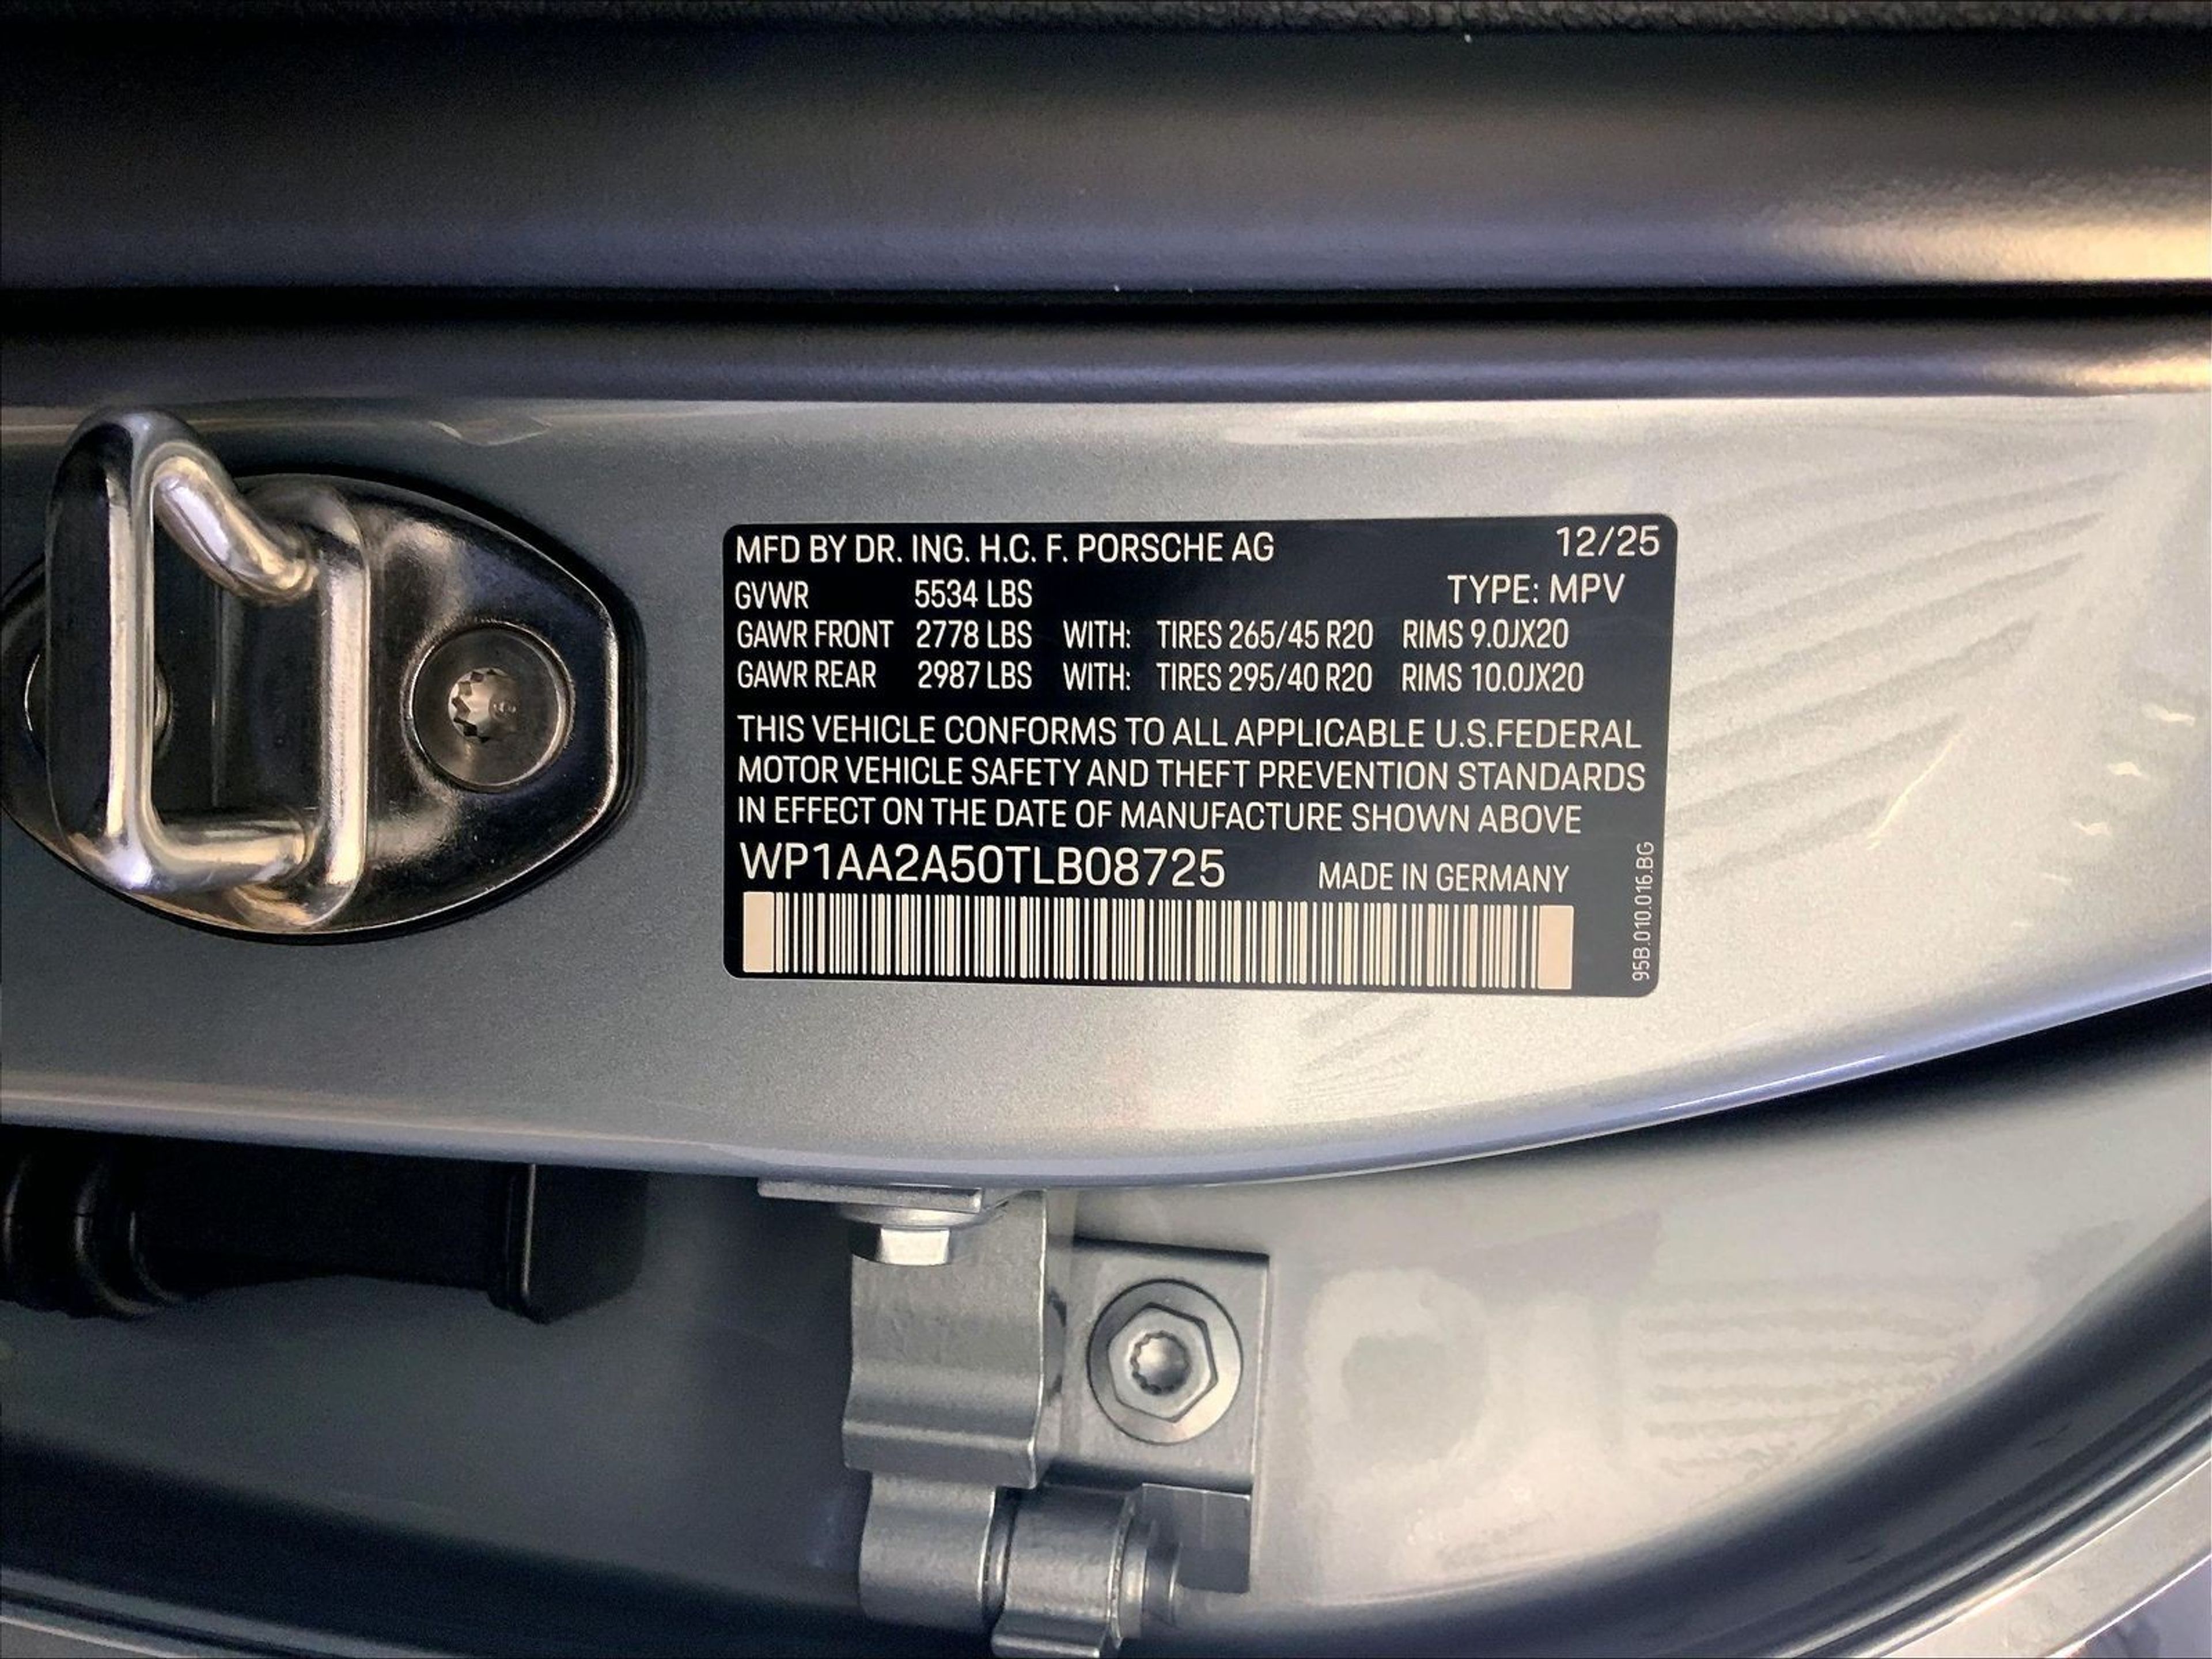 MFD BY DR. ING. H.C. F. PORSCHE AG 12/25
GVWR 5534 LBS TYPE: MPV
GAWR FRONT 2778 LBS WITH: TIRES 265/45 R20 RIMS 9.0JX20
GAWR REAR 2987 LBS WITH: TIRES 295/40 R20 RIMS 10.0JX20
THIS VEHICLE CONFORMS TO ALL APPLICABLE U.S.FEDERAL
MOTOR VEHICLE SAFETY AND THEFT PREVENTION STANDARDS
IN EFFECT ON THE DATE OF MANUFACTURE SHOWN ABOVE
WP1AA2A50TLB08725 MADE IN GERMANY
95B.010.016.BG